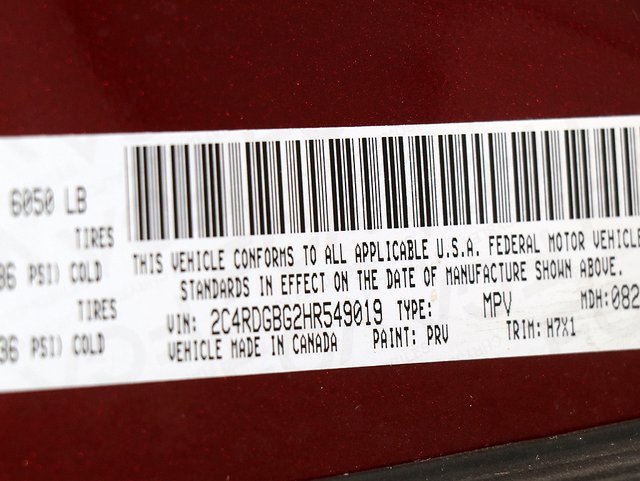 6050 LB
TIRES
36 PSI) COLD
TIRES
36 PSI) COLD
THIS VEHICLE CONFORMS TO ALL APPLICABLE U.S.A. FEDERAL MOTOR VEHICLE
STANDARDS IN EFFECT ON THE DATE OF MANUFACTURE SHOWN ABOVE.
VIN: 2C4RDGBG2HR549019 TYPE: MPV MDH:082
VEHICLE MADE IN CANADA PAINT: PRV TRIM: H7X1